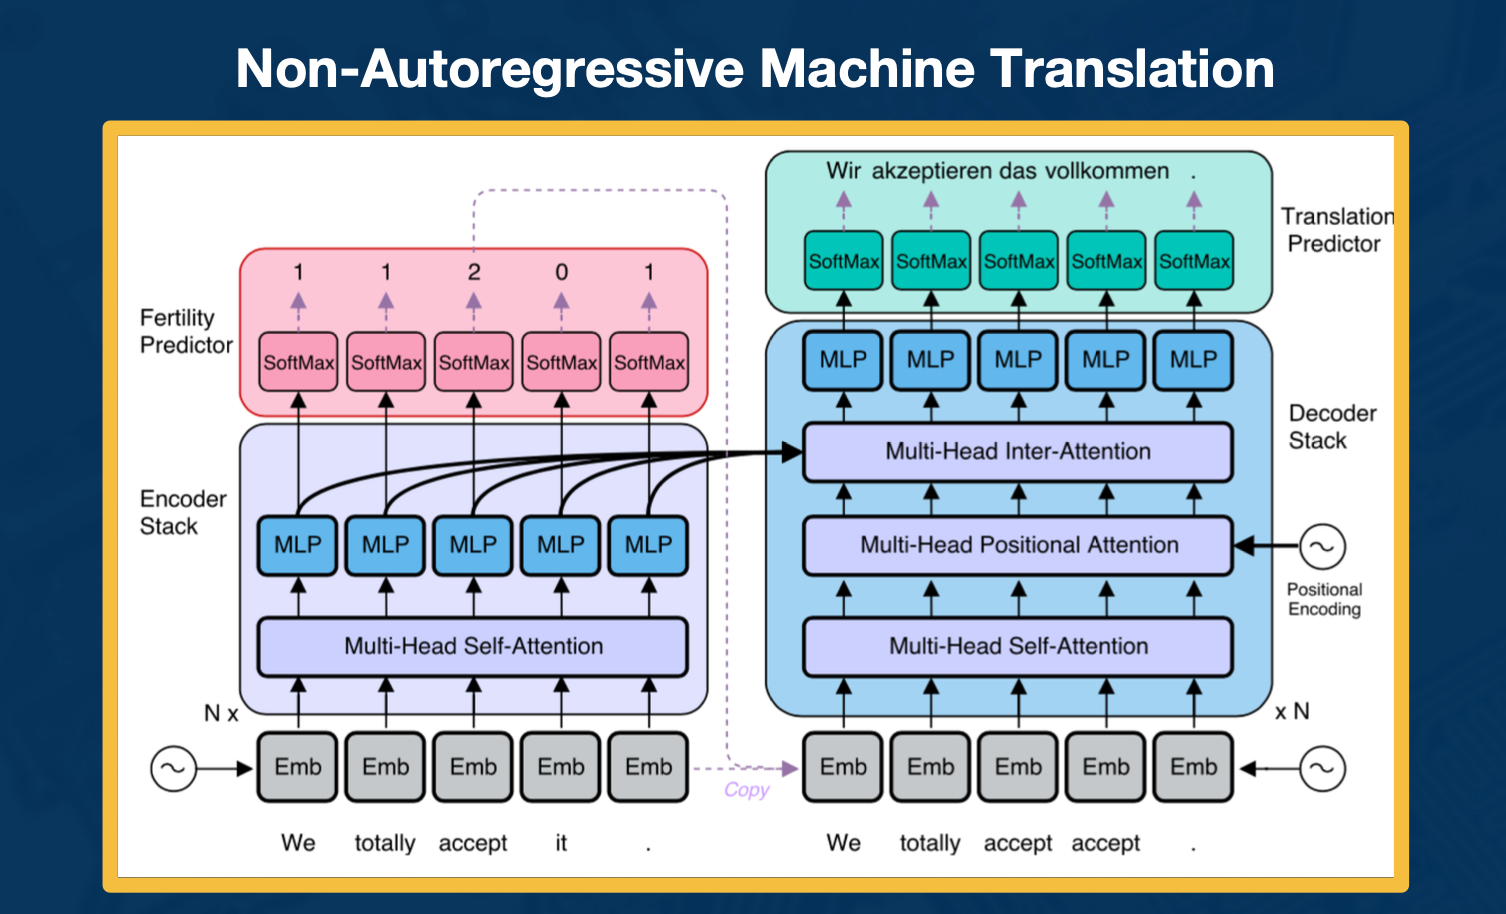 Non-Autoregressive Machine Translation
Wir akzeptieren das vollkommen .
SoftMax SoftMax SoftMax SoftMax SoftMax
Translation
Predictor
1 1 2 0 1
Fertility
Predictor
SoftMax SoftMax SoftMax SoftMax SoftMax
MLP MLP MLP MLP MLP
Multi-Head Inter-Attention
Decoder
Stack
Encoder
Stack
MLP MLP MLP MLP MLP
Multi-Head Positional Attention
Positional
Encoding
Multi-Head Self-Attention
Multi-Head Self-Attention
N x
x N
Emb Emb Emb Emb Emb
Copy
Emb Emb Emb Emb Emb
We totally accept it .
We totally accept accept .